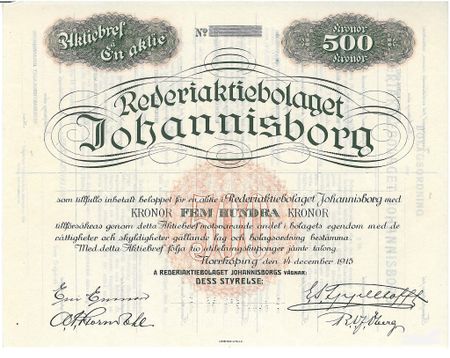 Aktiebref
å
En aktie
No
Kronor
500
Kronor
Rederiaktiebolaget
Johannisborg
som tillfullo inbetalt beloppet för en aktie i Rederiaktiebolaget Johannisborg med
KRONOR FEM HUNDRA KRONOR
tillförsäkras genom detta Aktiebref motsvarande andel i bolagets egendom med de
rättigheter och skyldigheter gällande lag och bolagsordning bestämma.
Med detta Aktiebref följa tio utdelningskuponger jämte talong.
Norrköping den 14 december 1915
Å REDERIAKTIEBOLAGET JOHANNISBORGS VÄGNAR:
DESS STYRELSE: